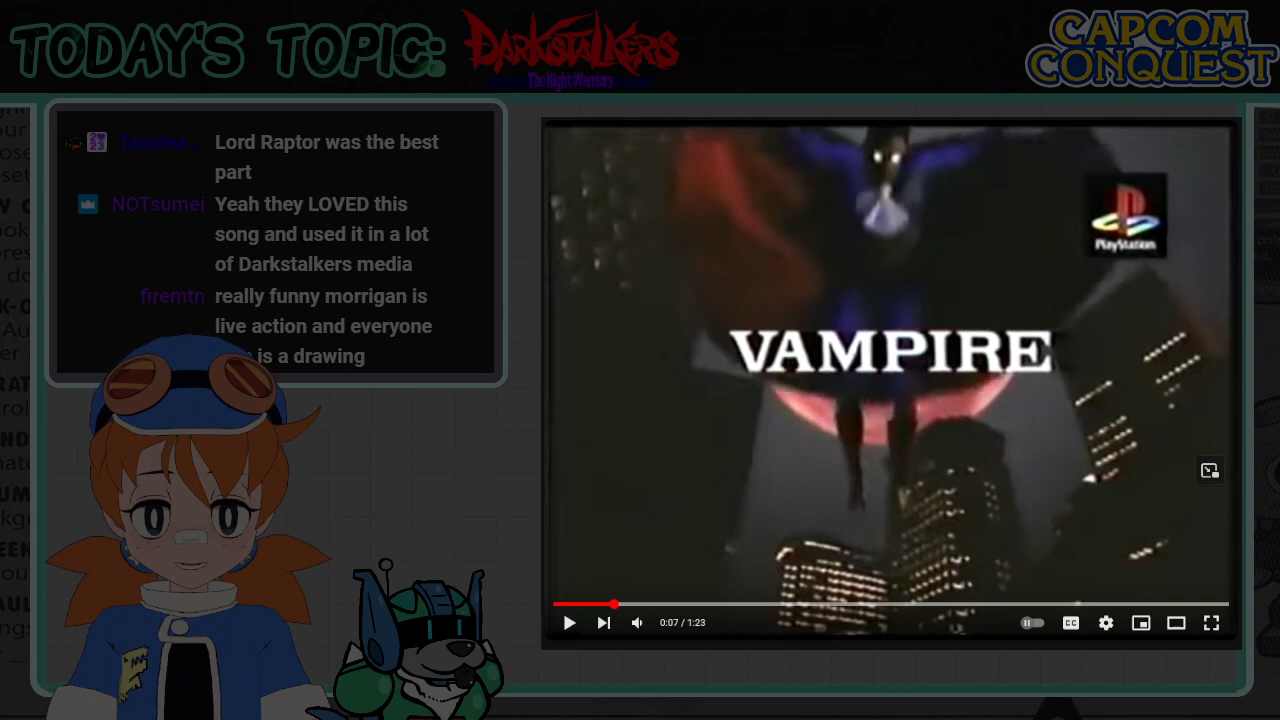 TODAY'S TOPIC:
DARKSTALKERS
The Night Warriors
CAPCOM
CONQUEST
Lord Raptor was the best
part
NOTsumei Yeah they LOVED this
song and used it in a lot
of Darkstalkers media
firemtn really funny morrigan is
live action and everyone
is a drawing
PlayStation
VAMPIRE
0:07 / 1:23
CC